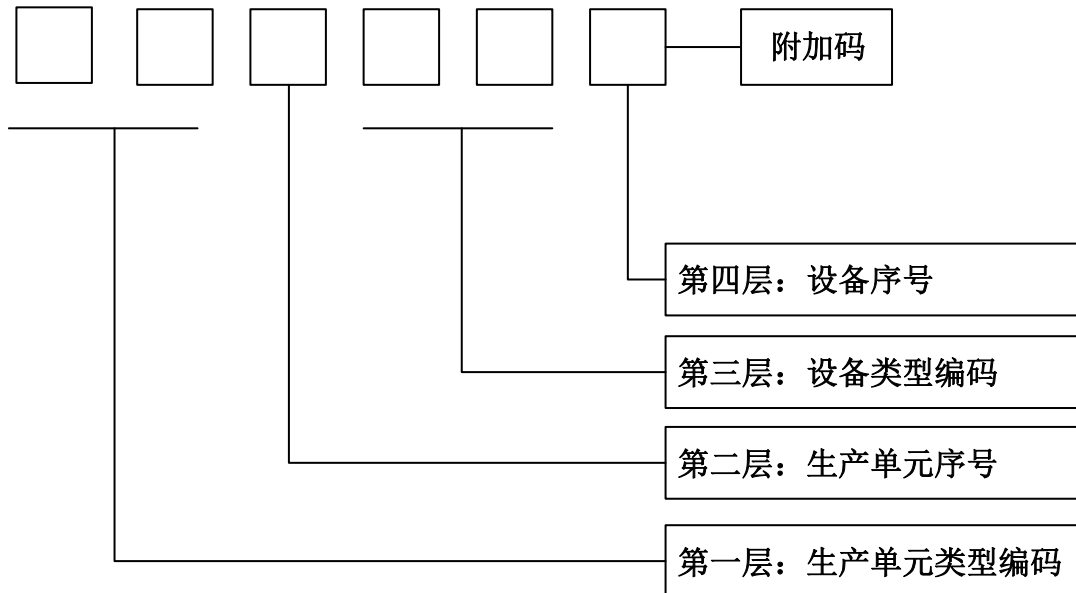 附加码
第四层：设备序号
第三层：设备类型编码
第二层：生产单元序号
第一层：生产单元类型编码